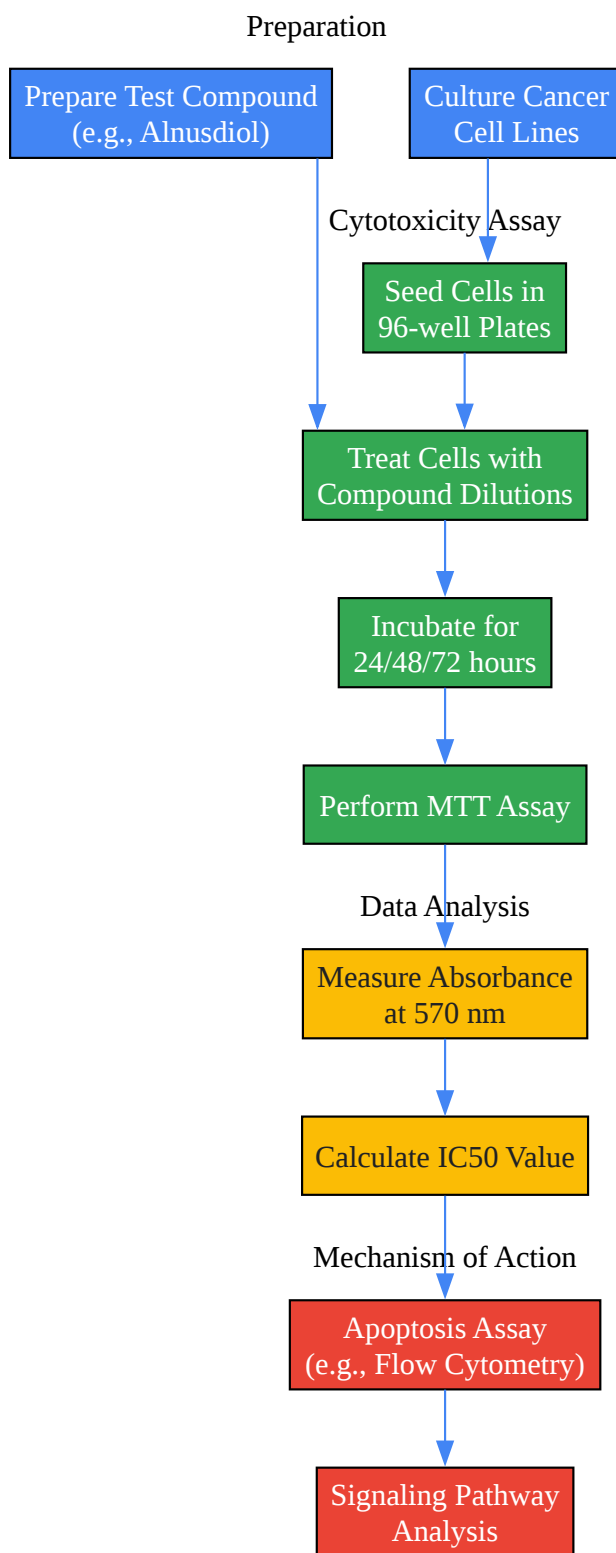 Preparation
Prepare Test Compound
(e.g., Alnusdiol)
Culture Cancer
Cell Lines
Cytotoxicity Assay
Seed Cells in
96-well Plates
Treat Cells with
Compound Dilutions
Incubate for
24/48/72 hours
Perform MTT Assay
Data Analysis
Measure Absorbance
at 570 nm
Calculate IC50 Value
Mechanism of Action
Apoptosis Assay
(e.g., Flow Cytometry)
Signaling Pathway
Analysis